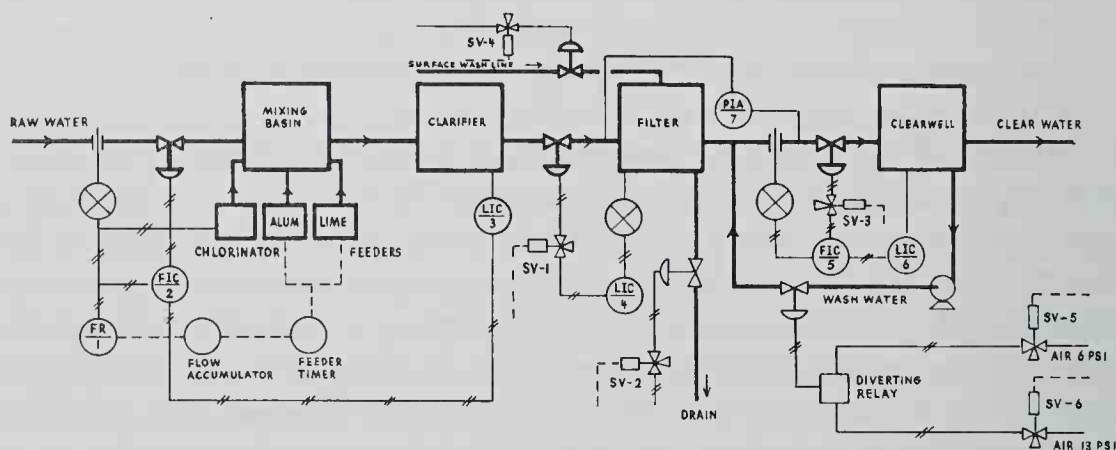 SV-4
SURFACE WASH LINE
RAW WATER
MIXING
BASIN
CLARIFIER
FILTER
PIA
7
CLEARWELL
CLEAR WATER
CHLORINATOR
ALUM
LIME
FEEDERS
LIC
3
SV-1
LIC
4
SV-3
FIC
5
LIC
6
FIC
2
WASH WATER
FR
1
FLOW
ACCUMULATOR
FEEDER
TIMER
SV-2
DRAIN
DIVERTING
RELAY
SV-5
AIR 6 PSI
SV-6
AIR 13 PSI